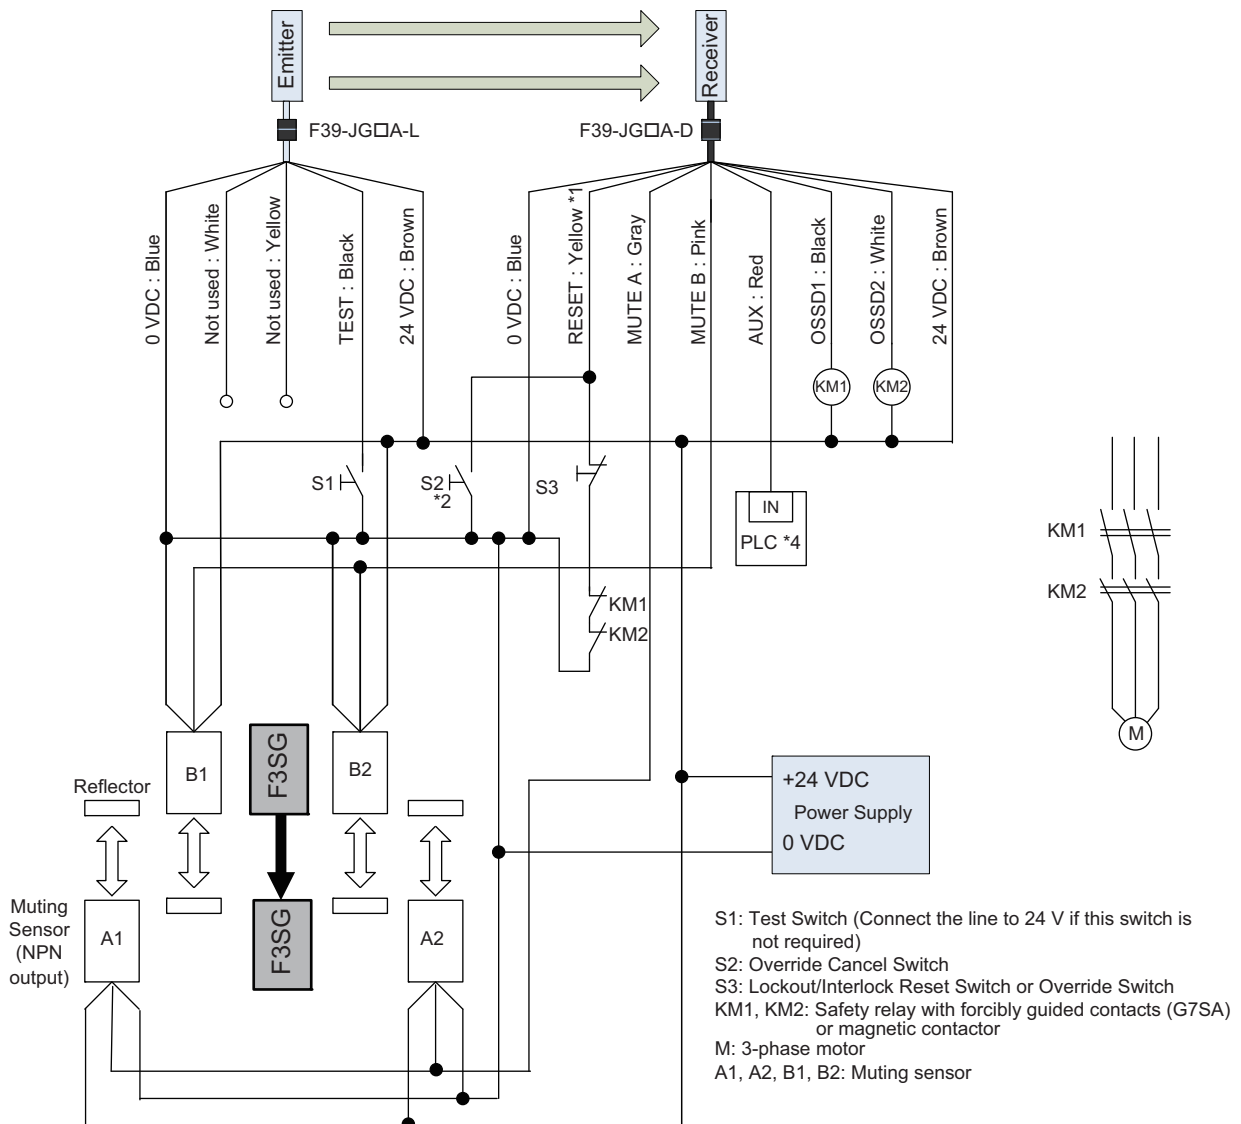 Emitter
Receiver
F39-JG□A-L
F39-JG□A-D
0 VDC : Blue
Not used : White
Not used : Yellow
TEST : Black
24 VDC : Brown
0 VDC : Blue
RESET : Yellow *1
MUTE A : Gray
MUTE B : Pink
AUX : Red
OSSD1 : Black
OSSD2 : White
24 VDC : Brown
KM1
KM2
S1
S2
*2
S3
IN
PLC *4
KM1
KM2
KM1
KM2
M
B1
F3SG
B2
Reflector
+24 VDC
Power Supply
0 VDC
Muting
Sensor
(NPN
output)
A1
F3SG
A2
S1: Test Switch (Connect the line to 24 V if this switch is
not required)
S2: Override Cancel Switch
S3: Lockout/Interlock Reset Switch or Override Switch
KM1, KM2: Safety relay with forcibly guided contacts (G7SA)
or magnetic contactor
M: 3-phase motor
A1, A2, B1, B2: Muting sensor